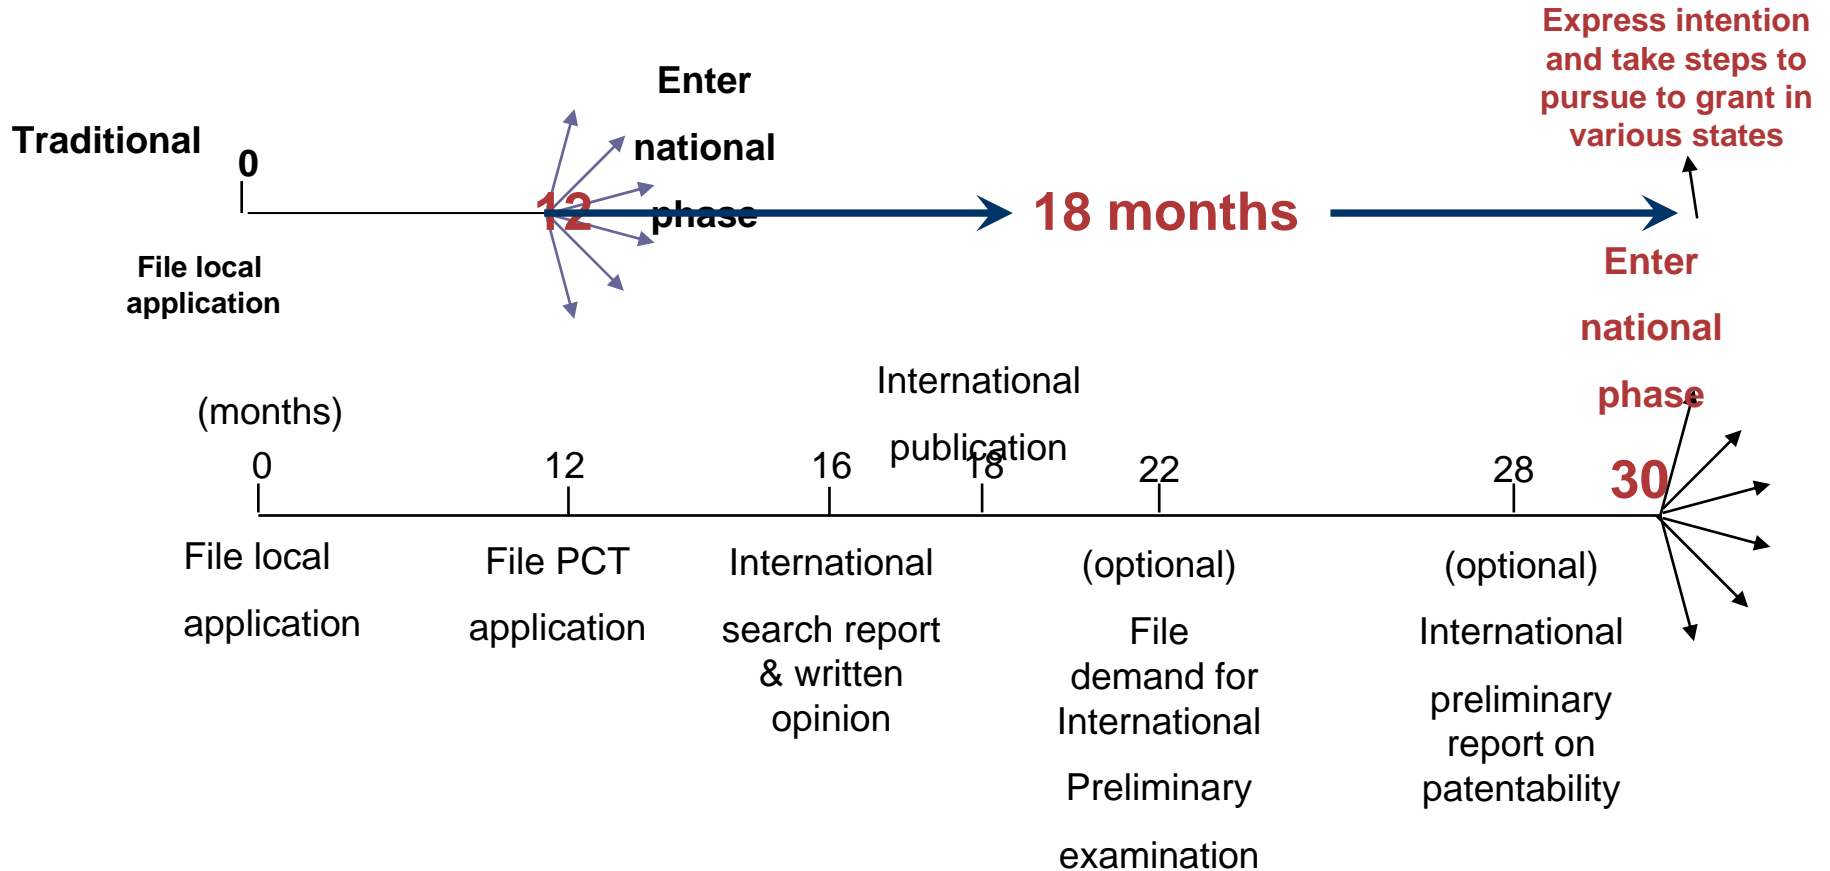 Express intention
and take steps to
pursue to grant in
various states
Enter
national
phase
Traditional
0
12
18 months
File local
application
Enter
national
phase
(months)
International
publication
0
12
16
18
22
28
30
File local
application
File PCT
application
International
search report
& written
opinion
(optional)
File
demand for
International
Preliminary
examination
(optional)
International
preliminary
report on
patentability